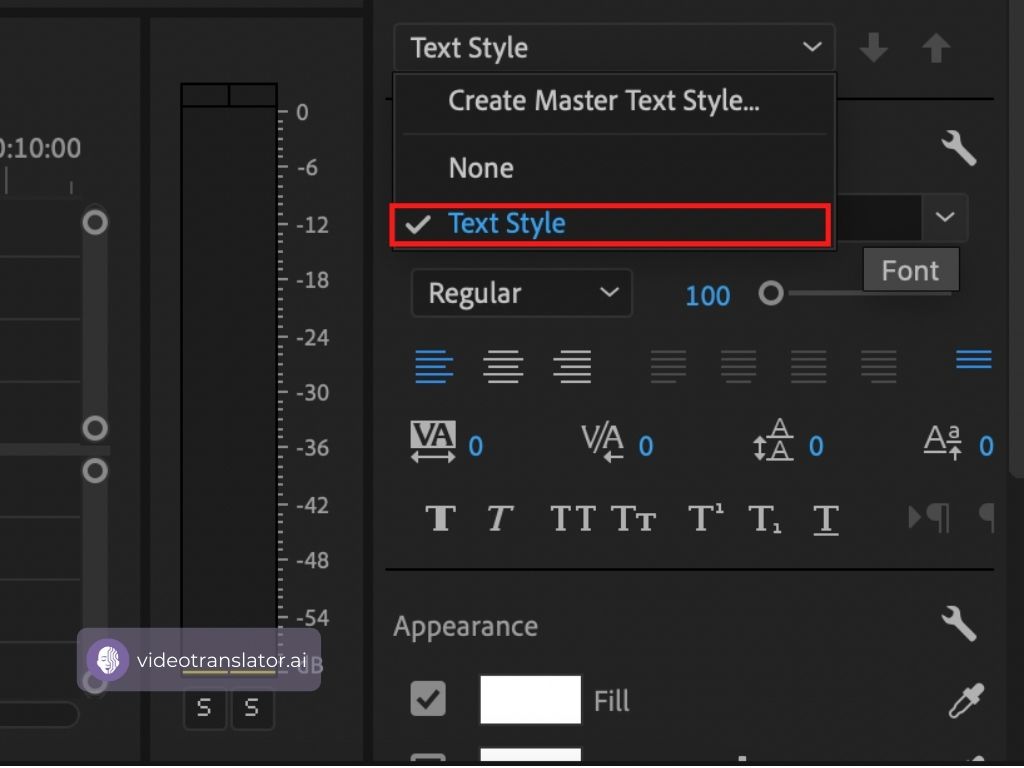 Text Style
Create Master Text Style...
None
Text Style
Font
Regular
100
VA 0
V/A 0
A A 0
Aa 0
T T TT Tт T¹ T₁ T ¶ ¶
Appearance
Fill
0:10:00
0
-6
-12
-18
-24
-30
-36
-42
-48
-54
dB
S S
videotranslator.ai